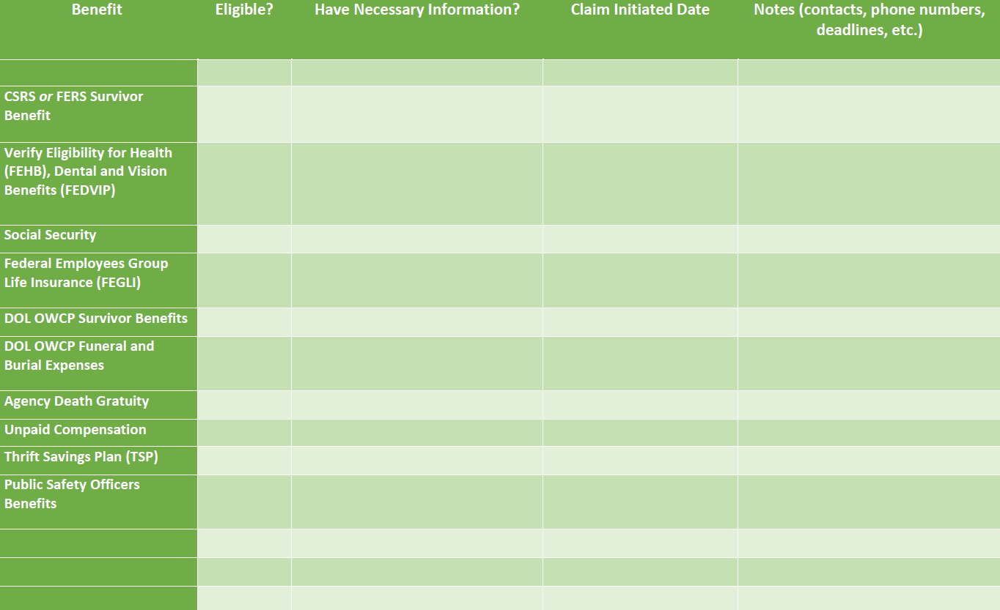 Benefit
Eligible?
Have Necessary Information?
Claim Initiated Date
Notes (contacts, phone numbers,
deadlines, etc.)
CSRS or FERS Survivor
Benefit
Verify Eligibility for Health
(FEHB), Dental and Vision
Benefits (FEDVIP)
Social Security
Federal Employees Group
Life Insurance (FEGLI)
DOL OWCP Survivor Benefits
DOL OWCP Funeral and
Burial Expenses
Agency Death Gratuity
Unpaid Compensation
Thrift Savings Plan (TSP)
Public Safety Officers
Benefits